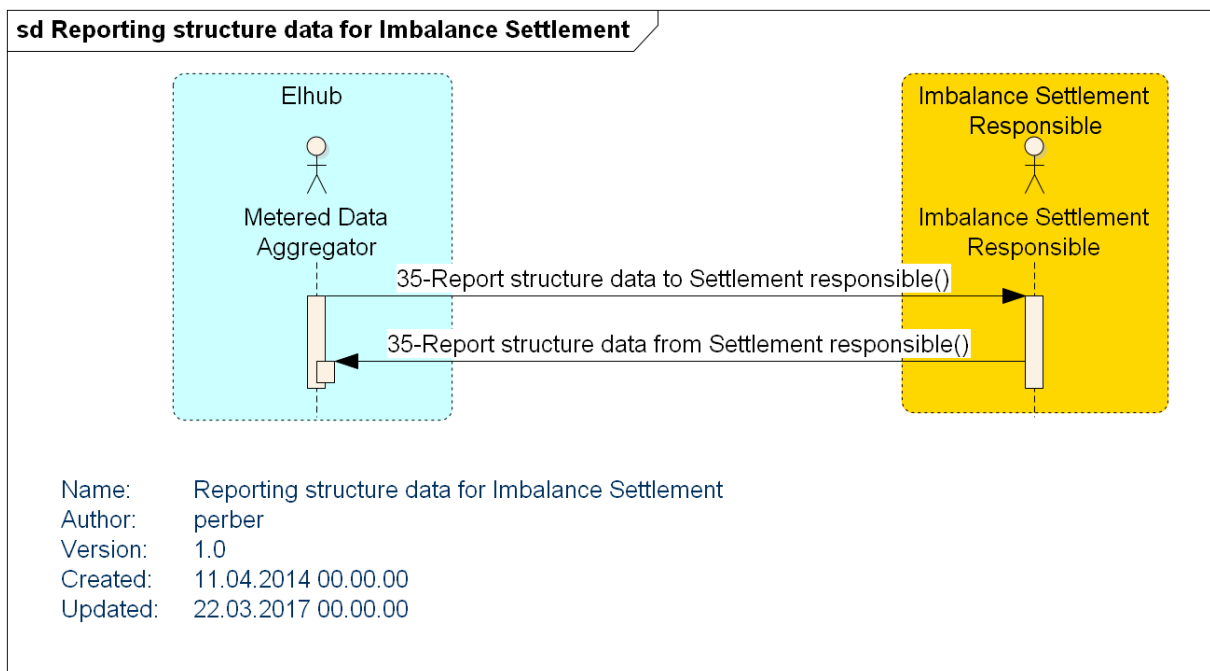 sd Reporting structure data for Imbalance Settlement
Elhub
Imbalance Settlement
Responsible
Metered Data
Aggregator
Imbalance Settlement
Responsible
35-Report structure data to Settlement responsible()
35-Report structure data from Settlement responsible()
Name: Reporting structure data for Imbalance Settlement
Author: perber
Version: 1.0
Created: 11.04.2014 00.00.00
Updated: 22.03.2017 00.00.00